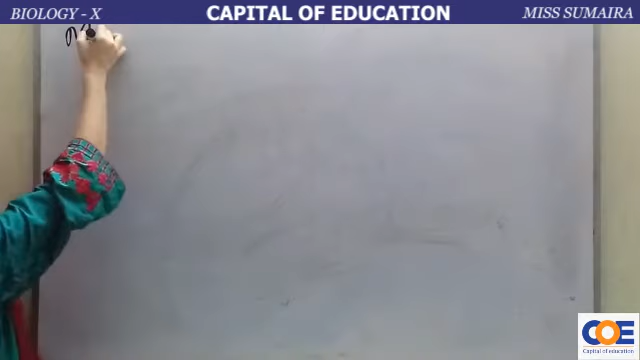 BIOLOGY - X
CAPITAL OF EDUCATION
MISS SUMAIRA
COE
Capital of education